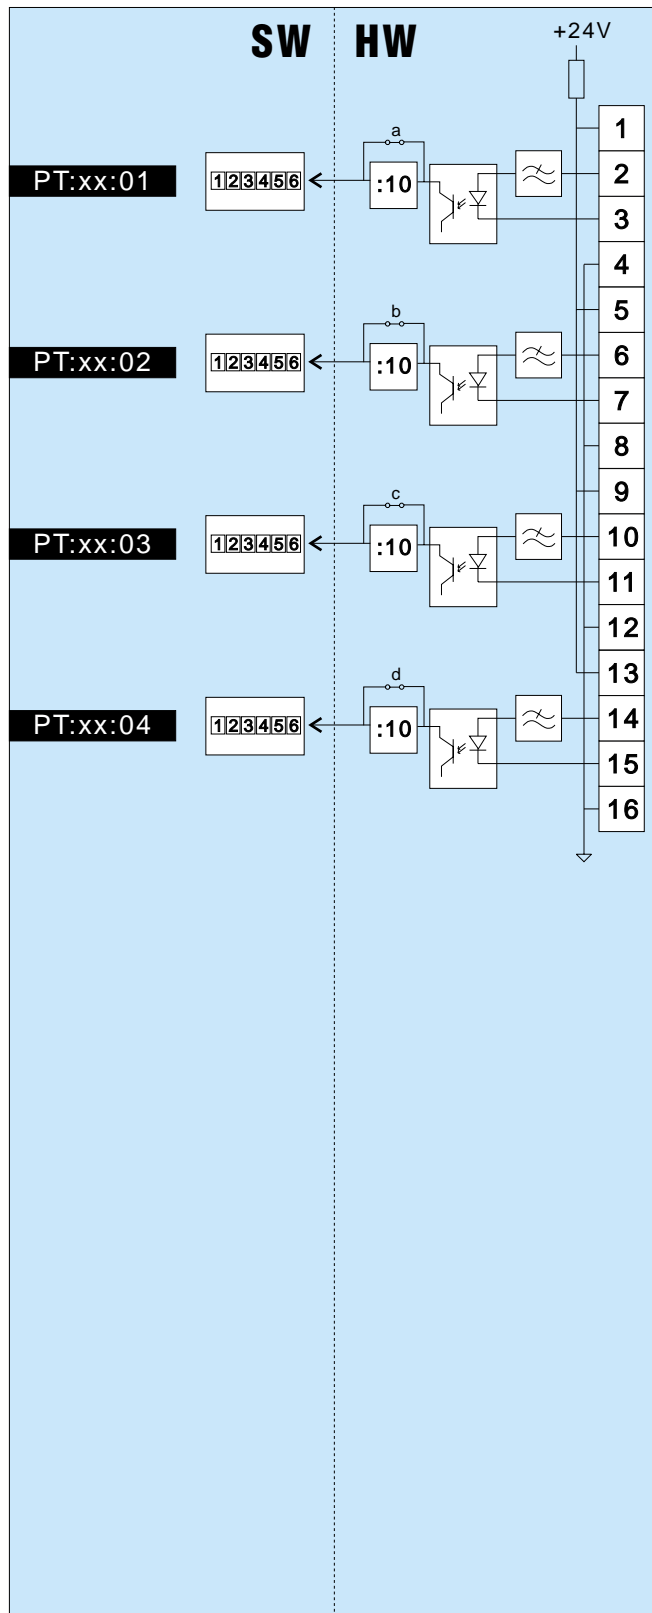 SW HW
+24V
1
a
PT:xx:01 123456 :10 2
3
4
5
b
PT:xx:02 123456 :10 6
7
8
9
c
PT:xx:03 123456 :10 10
11
12
13
d
PT:xx:04 123456 :10 14
15
16